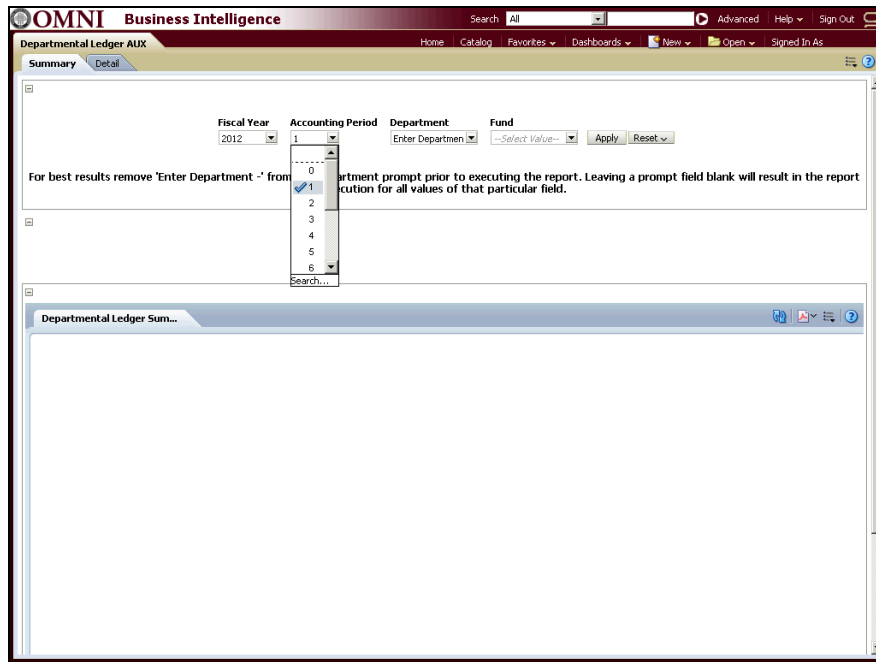 OMNI Business Intelligence Search All Advanced Help Sign Out
Departmental Ledger AUX Home Catalog Favorites Dashboards New Open Signed In As
Summary Detail
Fiscal Year Accounting Period Department Fund
2012 1 Enter Departmen --Select Value-- Apply Reset
0
For best results remove 'Enter Department -' from artment prompt prior to executing the report. Leaving a prompt field blank will result in the report
1 cution for all values of that particular field.
2
3
4
5
6
Search...
Departmental Ledger Sum...